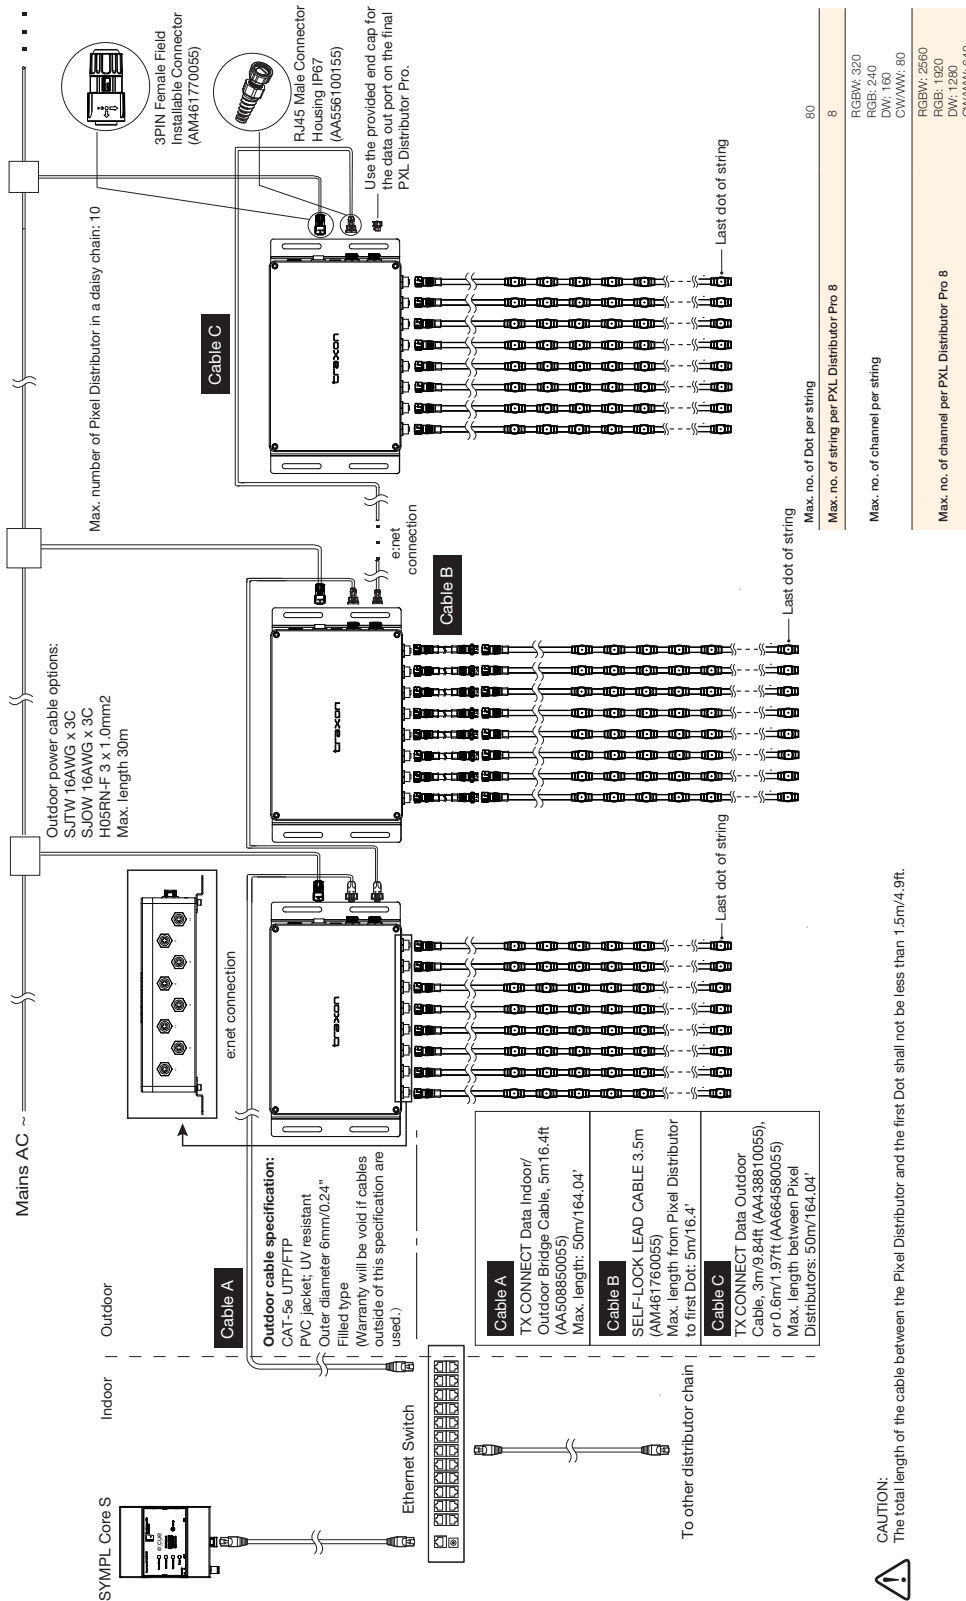 Mains AC ~
Outdoor power cable options:
SJTW 16AWG x 3C
SJOW 16AWG x 3C
H05RN-F 3 x 1.0mm2
Max. length 30m
Max. number of Pixel Distributor in a daisy chain: 10
3PIN Female Field
Installable Connector
(AM461770055)
RJ45 Male Connector
Housing IP67
(AA556100155)
Use the provided end cap for
the data out port on the final
PXL Distributor Pro.
SYMPL Core S
Indoor
Outdoor
e:cue
Ethernet Switch
To other distributor chain
Cable A
Outdoor cable specification:
CAT-5e UTP/FTP
PVC jacket; UV resistant
Outer diameter 6mm/0.24"
Filled type
(Warranty will be void if cables
outside of this specification are
used.)
e:net connection
traxon
Last dot of string
traxon
Cable B
e:net
connection
Last dot of string
Cable C
traxon
Last dot of string
Cable A
TX CONNECT Data Indoor/
Outdoor Bridge Cable, 5m16.4ft
(AA508850055)
Max. length: 50m/164.04'
Cable B
SELF-LOCK LEAD CABLE 3.5m
(AM461760055)
Max. length from Pixel Distributor
to first Dot: 5m/16.4'
Cable C
TX CONNECT Data Outdoor
Cable, 3m/9.84ft (AA438810055),
or 0.6m/1.97ft (AA664580055)
Max. length between Pixel
Distributors: 50m/164.04'
Max. no. of Dot per string 80
Max. no. of string per PXL Distributor Pro 8 8
Max. no. of channel per string
RGBW: 320
RGB: 240
DW: 160
CW/WW: 80
Max. no. of channel per PXL Distributor Pro 8
RGBW: 2560
RGB: 1920
DW: 1280
CAUTION:
The total length of the cable between the Pixel Distributor and the first Dot shall not be less than 1.5m/4.9ft.